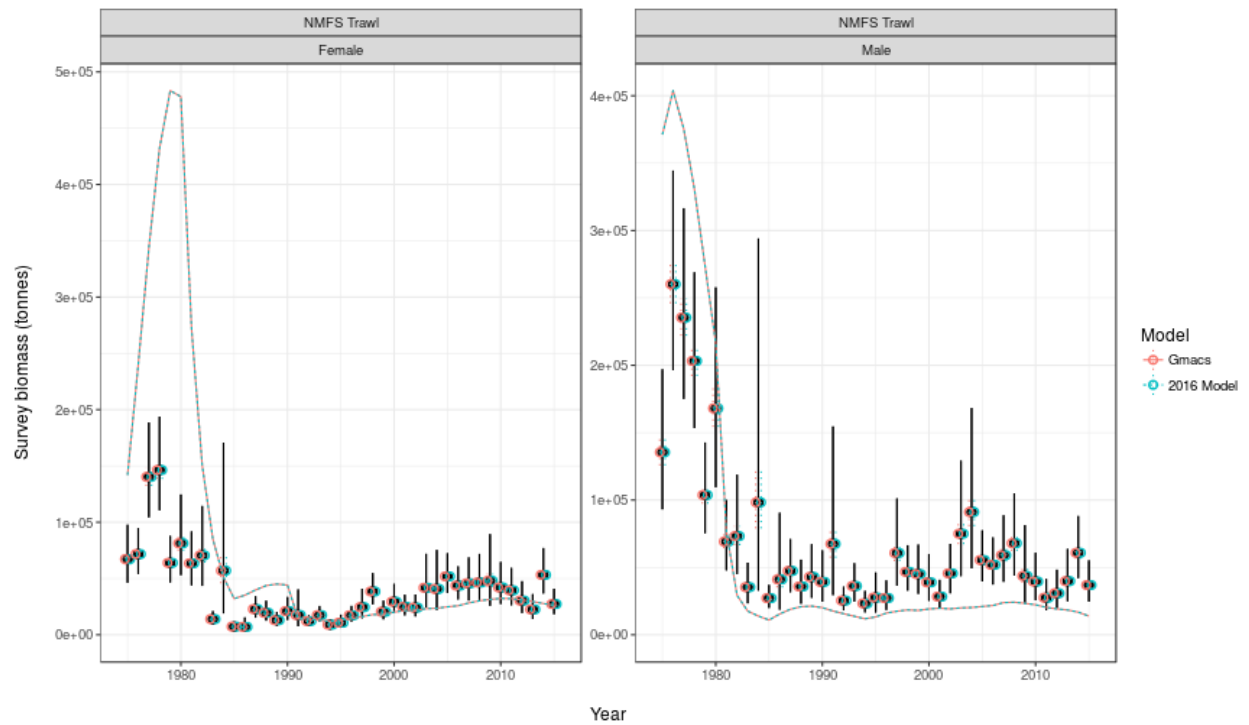 NMFS Trawl
NMFS Trawl
Female
Male
5e+05
4e+05
3e+05
2e+05
1e+05
0e+00
4e+05
3e+05
2e+05
1e+05
0e+00
Survey biomass (tonnes)
Model
Gmacs
2016 Model
1980
1990
2000
2010
1980
1990
2000
2010
Year